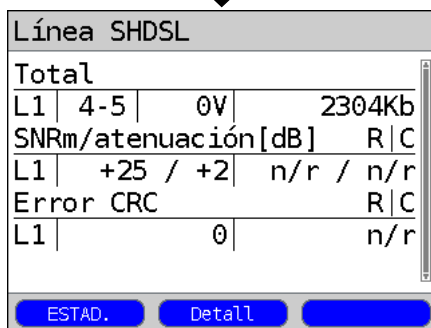 Línea SHDSL
Total
L1| 4-5| 0V| 2304Kb
SNRm/atenuación[dB] R|C
L1| +25 / +2| n/r / n/r
Error CRC R|C
L1| 0| n/r
ESTAD. Detall